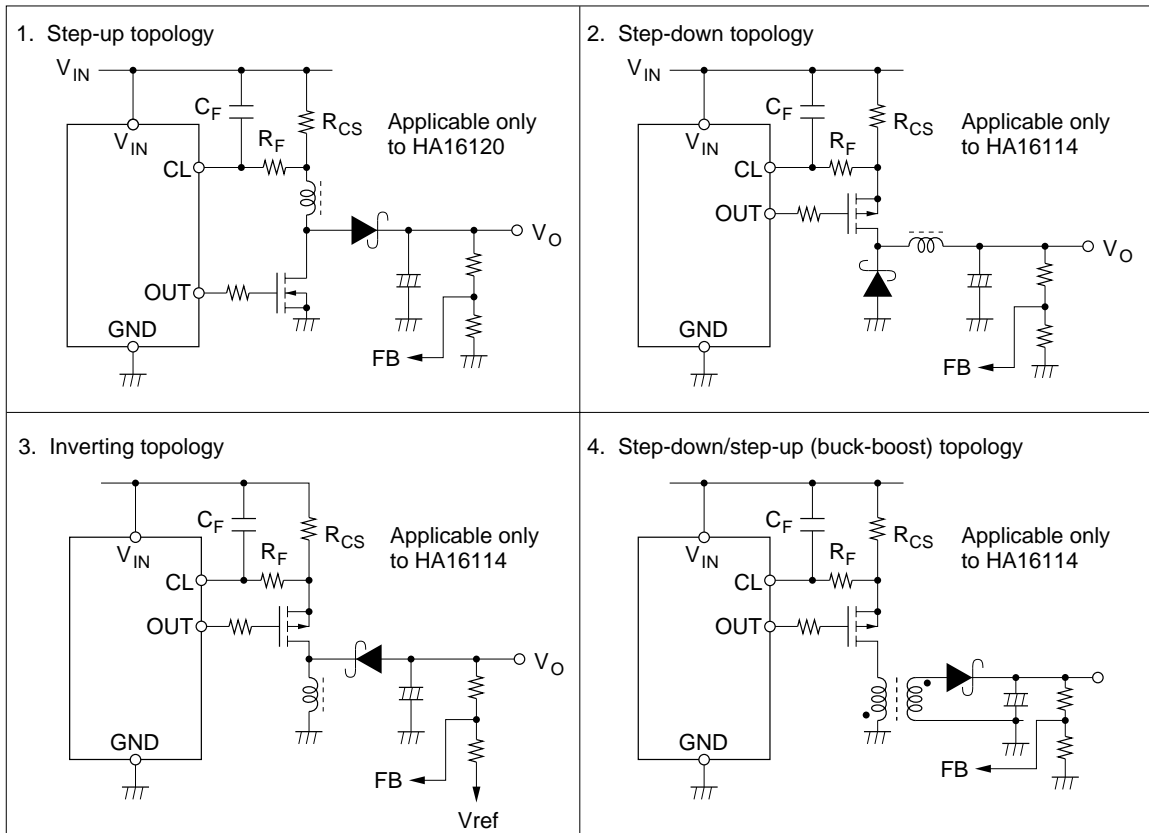 1. Step-up topology
V_IN
C_F
R_CS
Applicable only
to HA16120
V_IN
R_F
CL
V_O
OUT
GND
FB
2. Step-down topology
V_IN
C_F
R_CS
Applicable only
to HA16114
V_IN
R_F
CL
OUT
V_O
GND
FB
3. Inverting topology
C_F
R_CS
Applicable only
to HA16114
V_IN
R_F
CL
OUT
V_O
GND
FB
Vref
4. Step-down/step-up (buck-boost) topology
C_F
R_CS
Applicable only
to HA16114
V_IN
R_F
CL
OUT
GND
FB